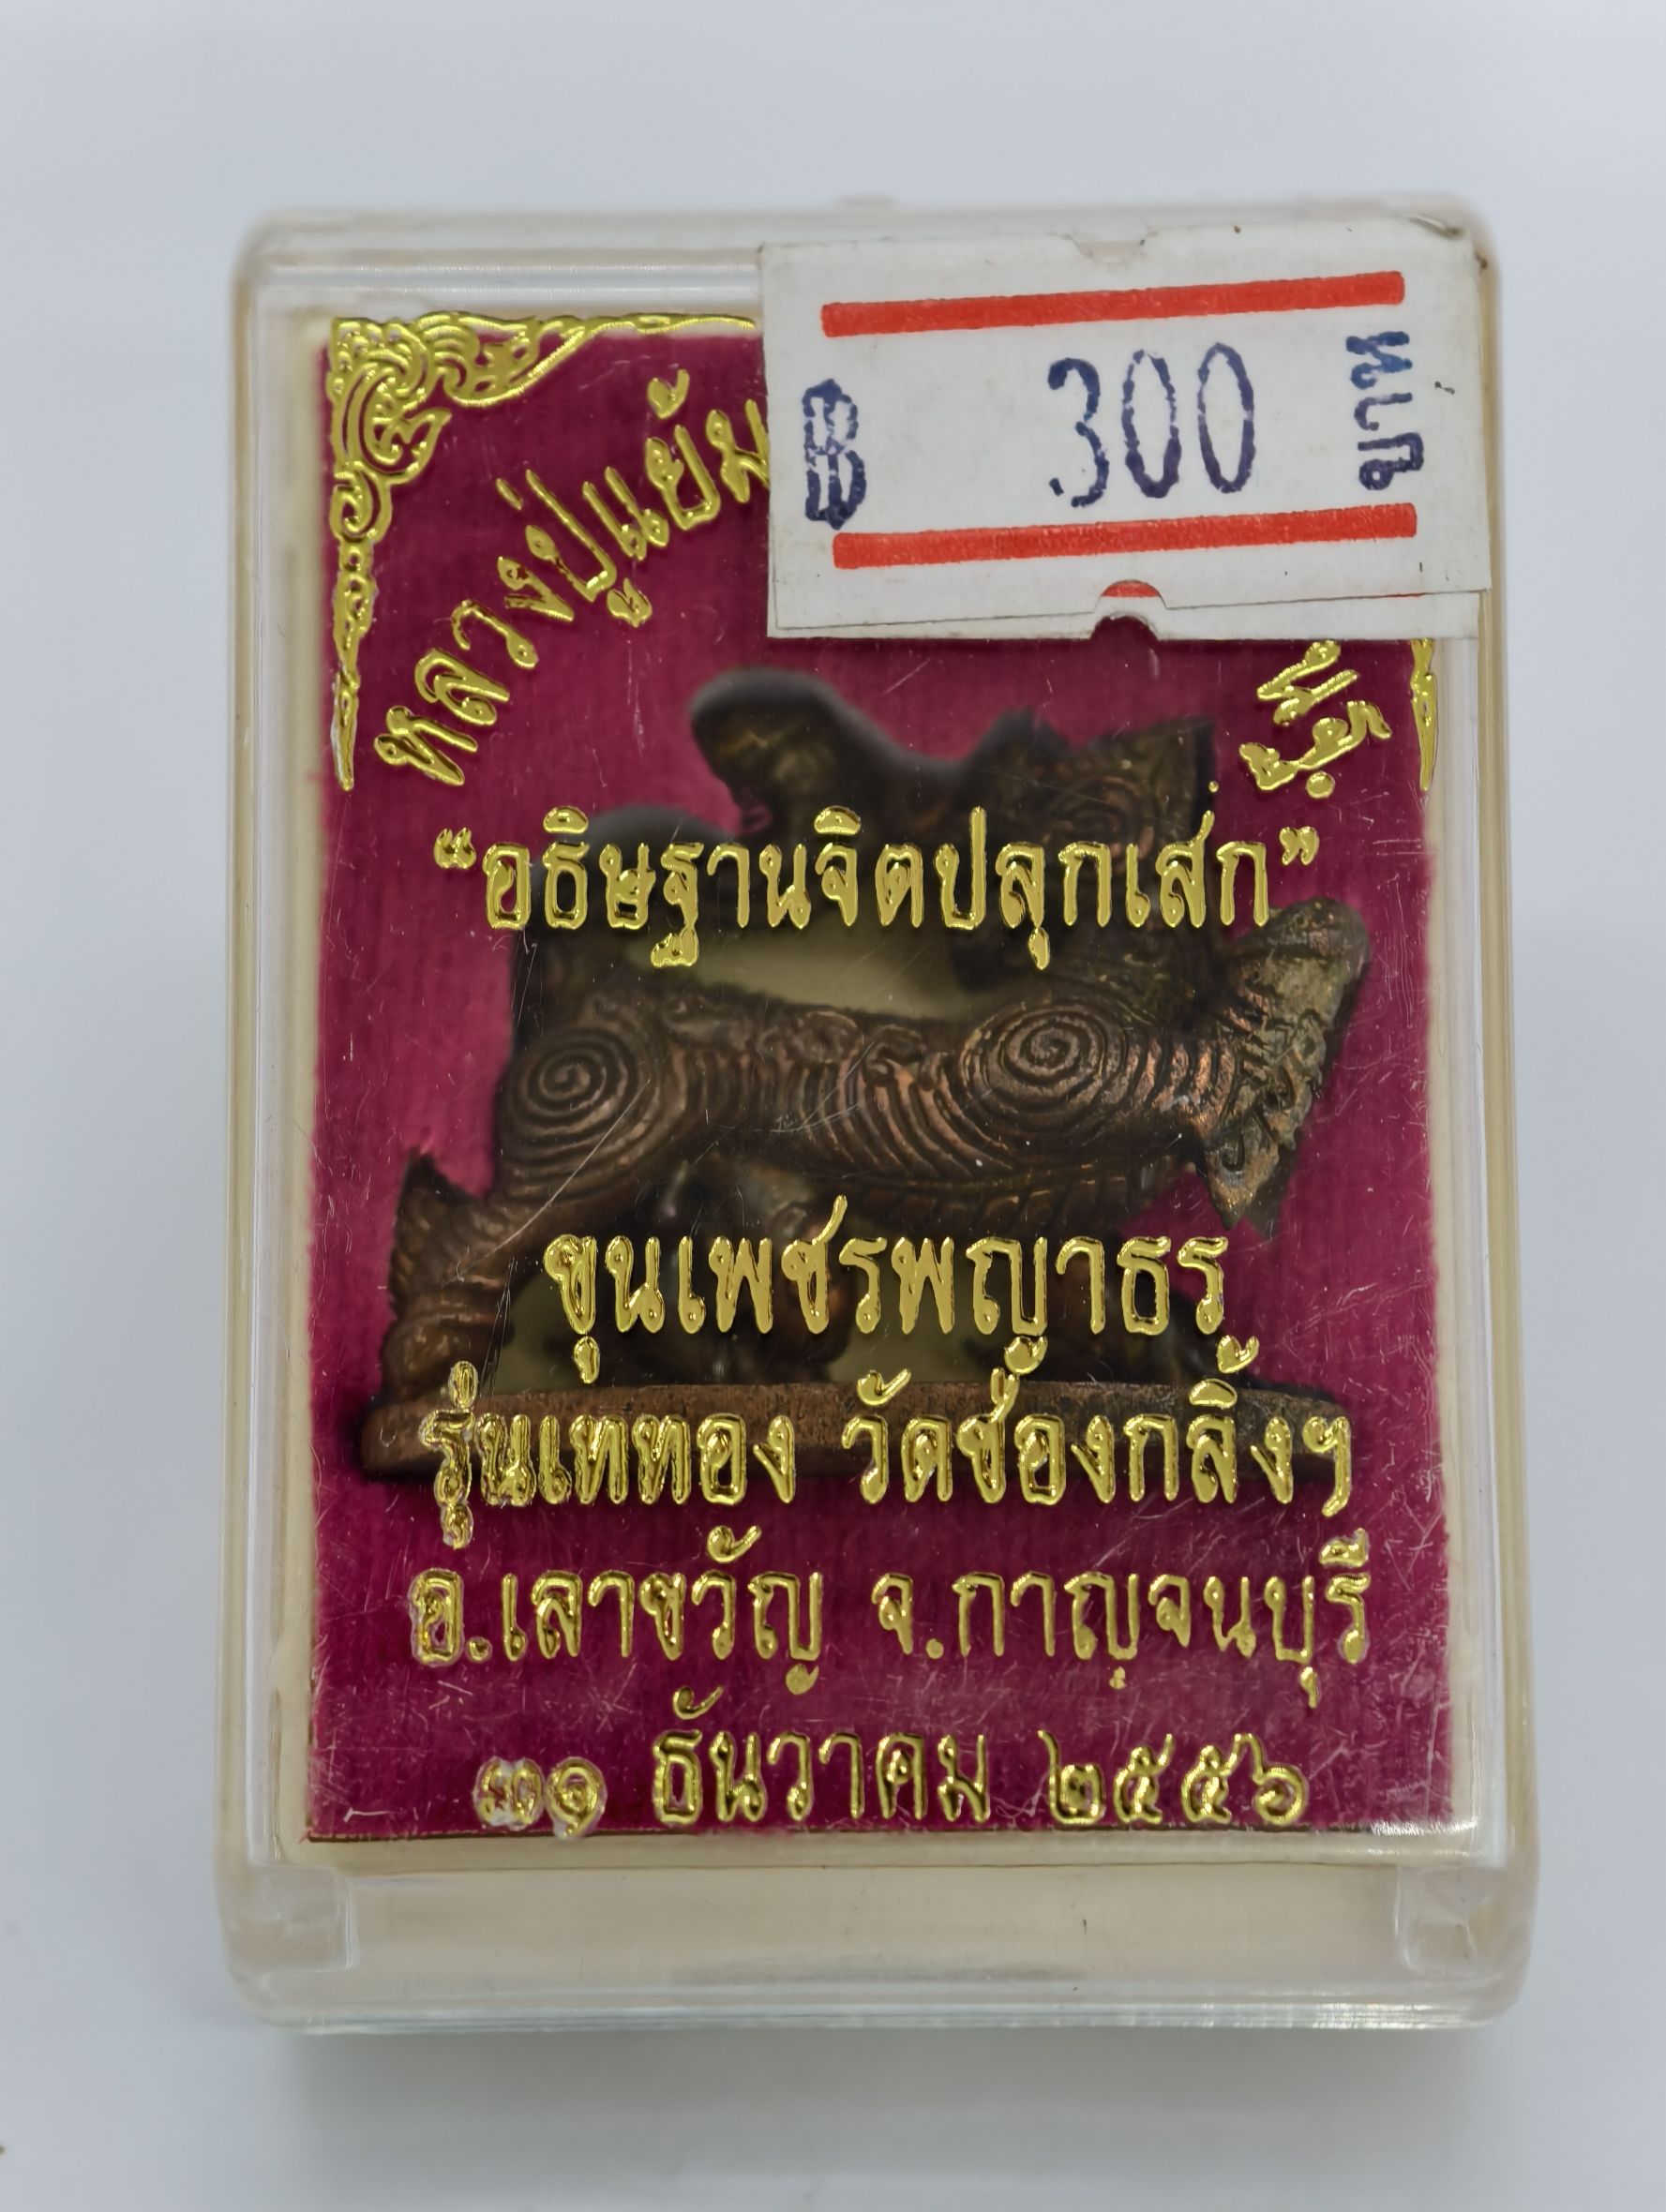 ฿ 300 บาท
หลวงปู่แย้ม
"อธิษฐานจิตปลุกเสก"
ขุนเพชรพญาธร
รุ่นเททอง วัดช่องกลิ้งฯ
อ.เลาขวัญ จ.กาญจนบุรี
๓๑ ธันวาคม ๒๕๕๖